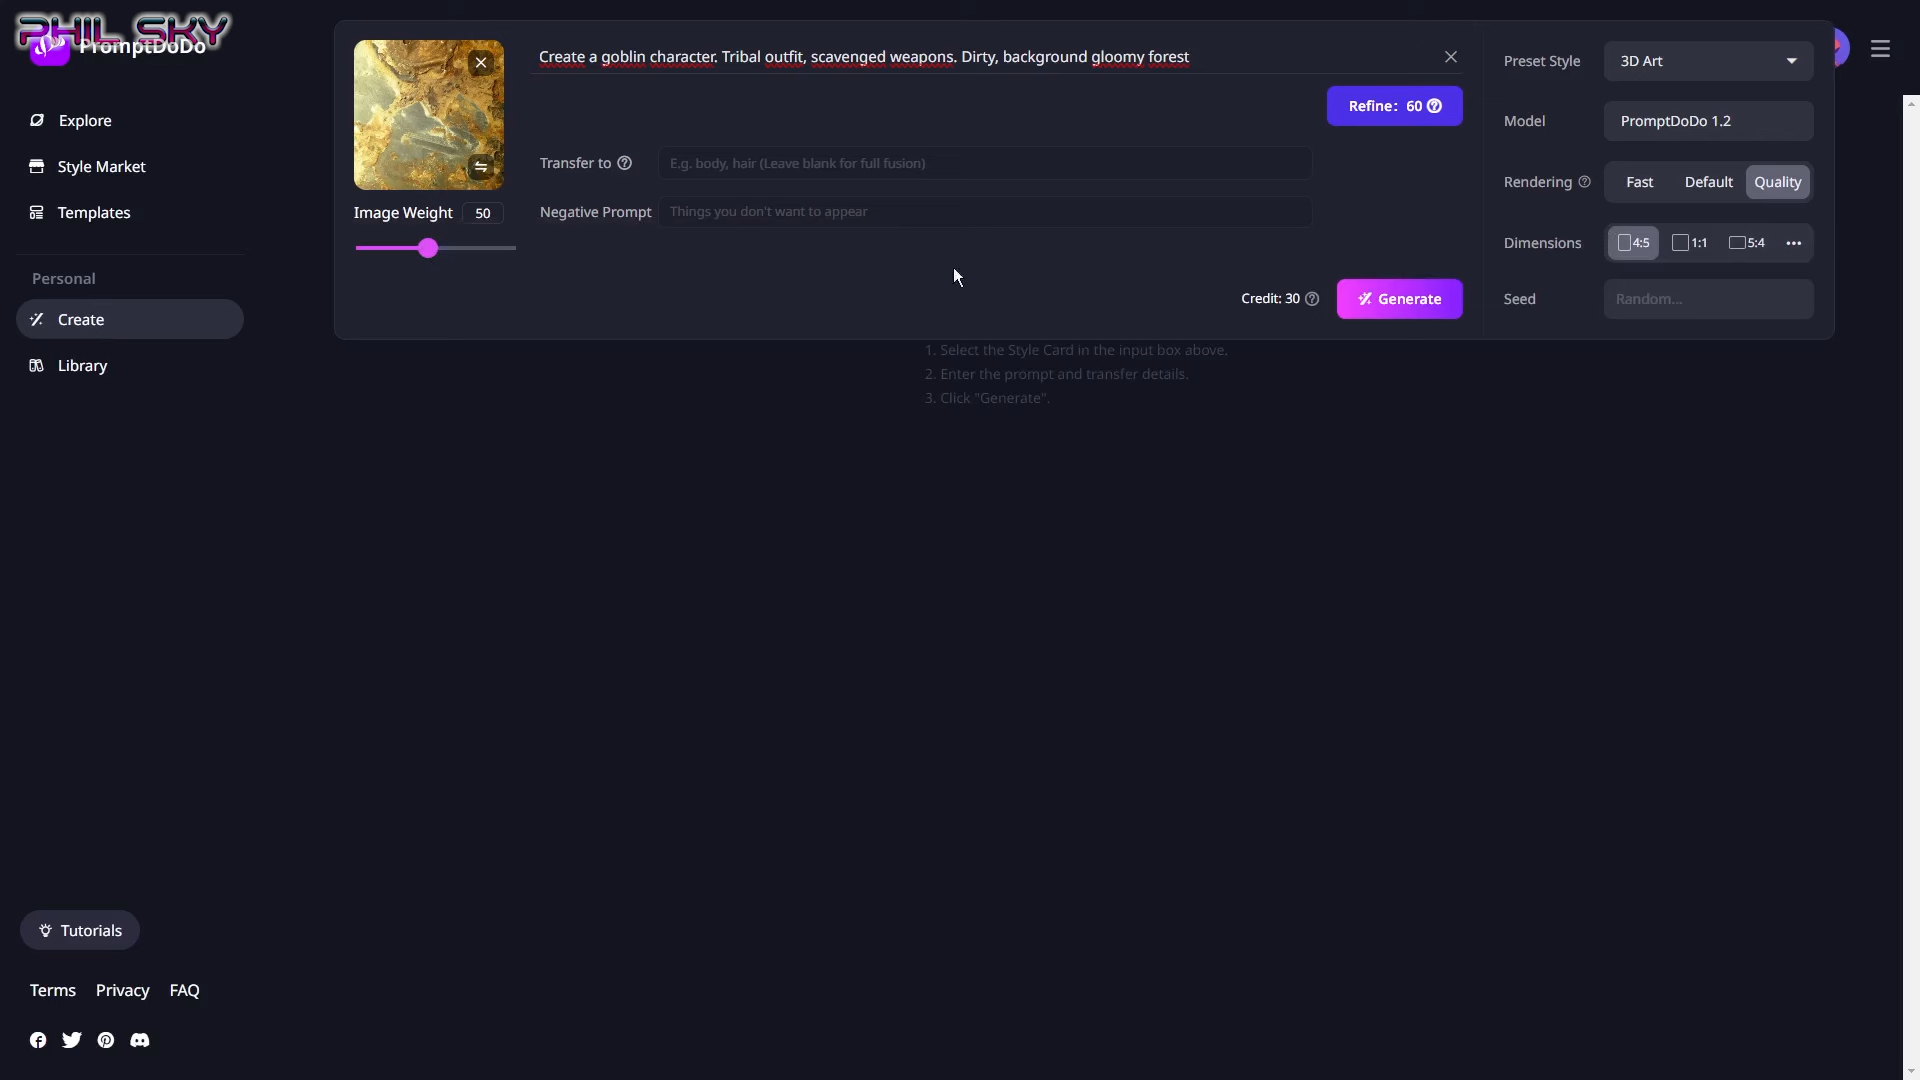 PHIL SKY
PromptDoDo
Explore
Style Market
Templates
Personal
Create
Library
Tutorials
Terms Privacy FAQ
Create a goblin character. Tribal outfit, scavenged weapons. Dirty, background gloomy forest
Refine: 60
Transfer to
E.g. body, hair (Leave blank for full fusion)
Image Weight 50
Negative Prompt
Things you don't want to appear
Credit: 30
Generate
Preset Style
3D Art
Model
PromptDoDo 1.2
Rendering
Fast Default Quality
Dimensions
4:5 1:1 5:4
Seed
Random...
1. Select the Style Card in the input box above.
2. Enter the prompt and transfer details.
3. Click "Generate".